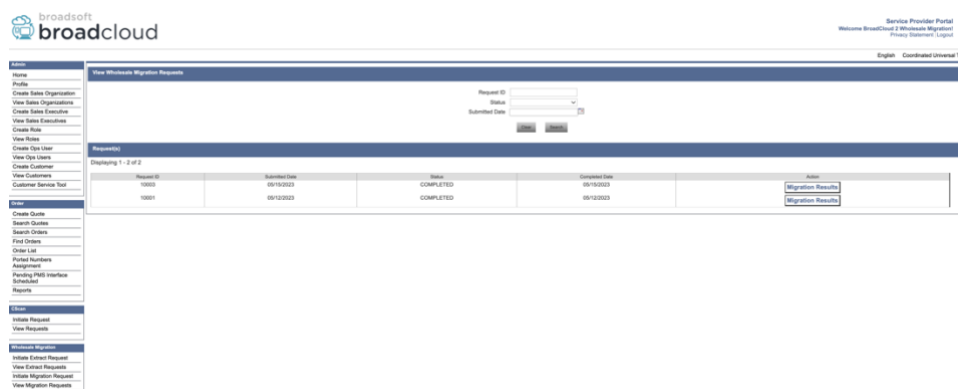 broadsoft
broadcloud
Service Provider Portal
Welcome BroadCloud 2 Wholesale Migration!
Privacy Statement | Logout
English Coordinated Universal T
Admin
Home
Profile
Create Sales Organization
View Sales Organizations
Create Sales Executive
View Sales Executives
Create Role
View Roles
Create Ops User
View Ops Users
Create Customer
View Customers
Customer Service Tool
Order
Create Quote
Search Quotes
Search Orders
Find Orders
Order List
Ported Numbers
Assignment
Pending PMS Interface
Scheduled
Reports
EScan
Initiate Request
View Requests
Wholesale Migration
Initiate Extract Request
View Extract Requests
Initiate Migration Request
View Migration Requests
View Wholesale Migration Requests
Request ID
Status
Submitted Date
Clear Search
Request(s)
Displaying 1 - 2 of 2
Request ID Submitted Date Status Completed Date Action
10003 05/15/2023 COMPLETED 05/15/2023 Migration Results
10001 05/12/2023 COMPLETED 05/12/2023 Migration Results